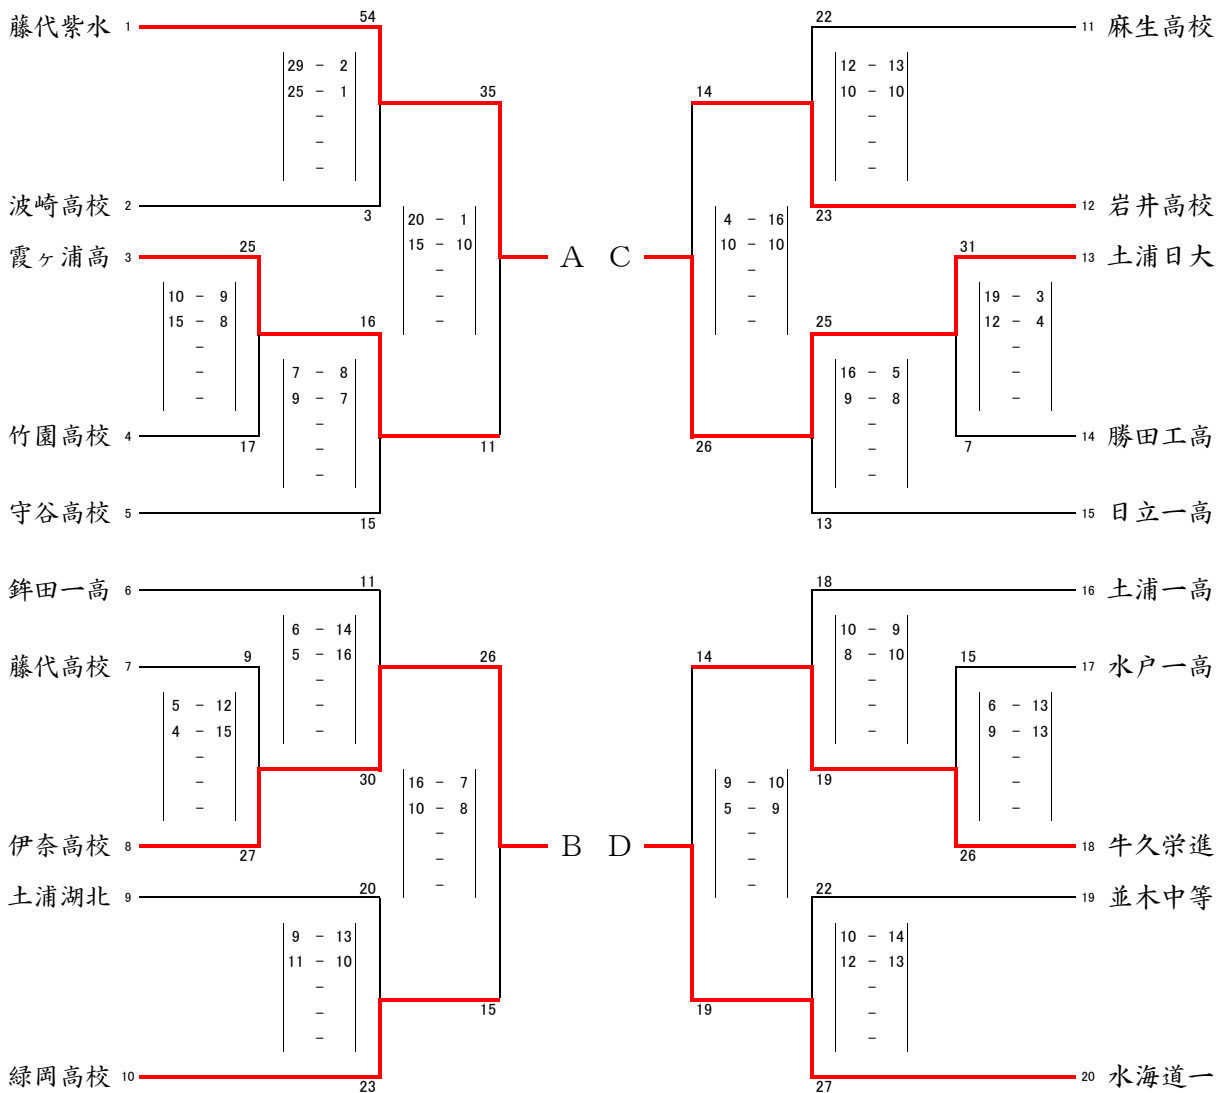 54
藤代紫水 1
29 - 2
25 - 1
-
-
-
35
波崎高校 2
3
霞ヶ浦高 3
25
10 - 9
15 - 8
-
-
-
20 - 1
15 - 10
-
-
-
A
16
7 - 8
9 - 7
-
-
-
竹園高校 4
17
11
守谷高校 5
15
鉾田一高 6
11
6 - 14
5 - 16
-
-
-
26
藤代高校 7
9
5 - 12
4 - 15
-
-
-
30
16 - 7
10 - 8
-
-
-
伊奈高校 8
27
B
土浦湖北 9
20
9 - 13
11 - 10
-
-
-
15
緑岡高校 10
23
22
11 麻生高校
12 - 13
10 - 10
-
-
-
14
12 岩井高校
23
4 - 16
10 - 10
-
-
-
C
31
13 土浦日大
19 - 3
12 - 4
-
-
-
25
16 - 5
9 - 8
-
-
-
14 勝田工高
7
26
15 日立一高
13
18
16 土浦一高
10 - 9
8 - 10
-
-
-
14
15
17 水戸一高
6 - 13
9 - 13
-
-
-
19
9 - 10
5 - 9
-
-
-
D
18 牛久栄進
26
22
19 並木中等
10 - 14
12 - 13
-
-
-
19
20 水海道一
27